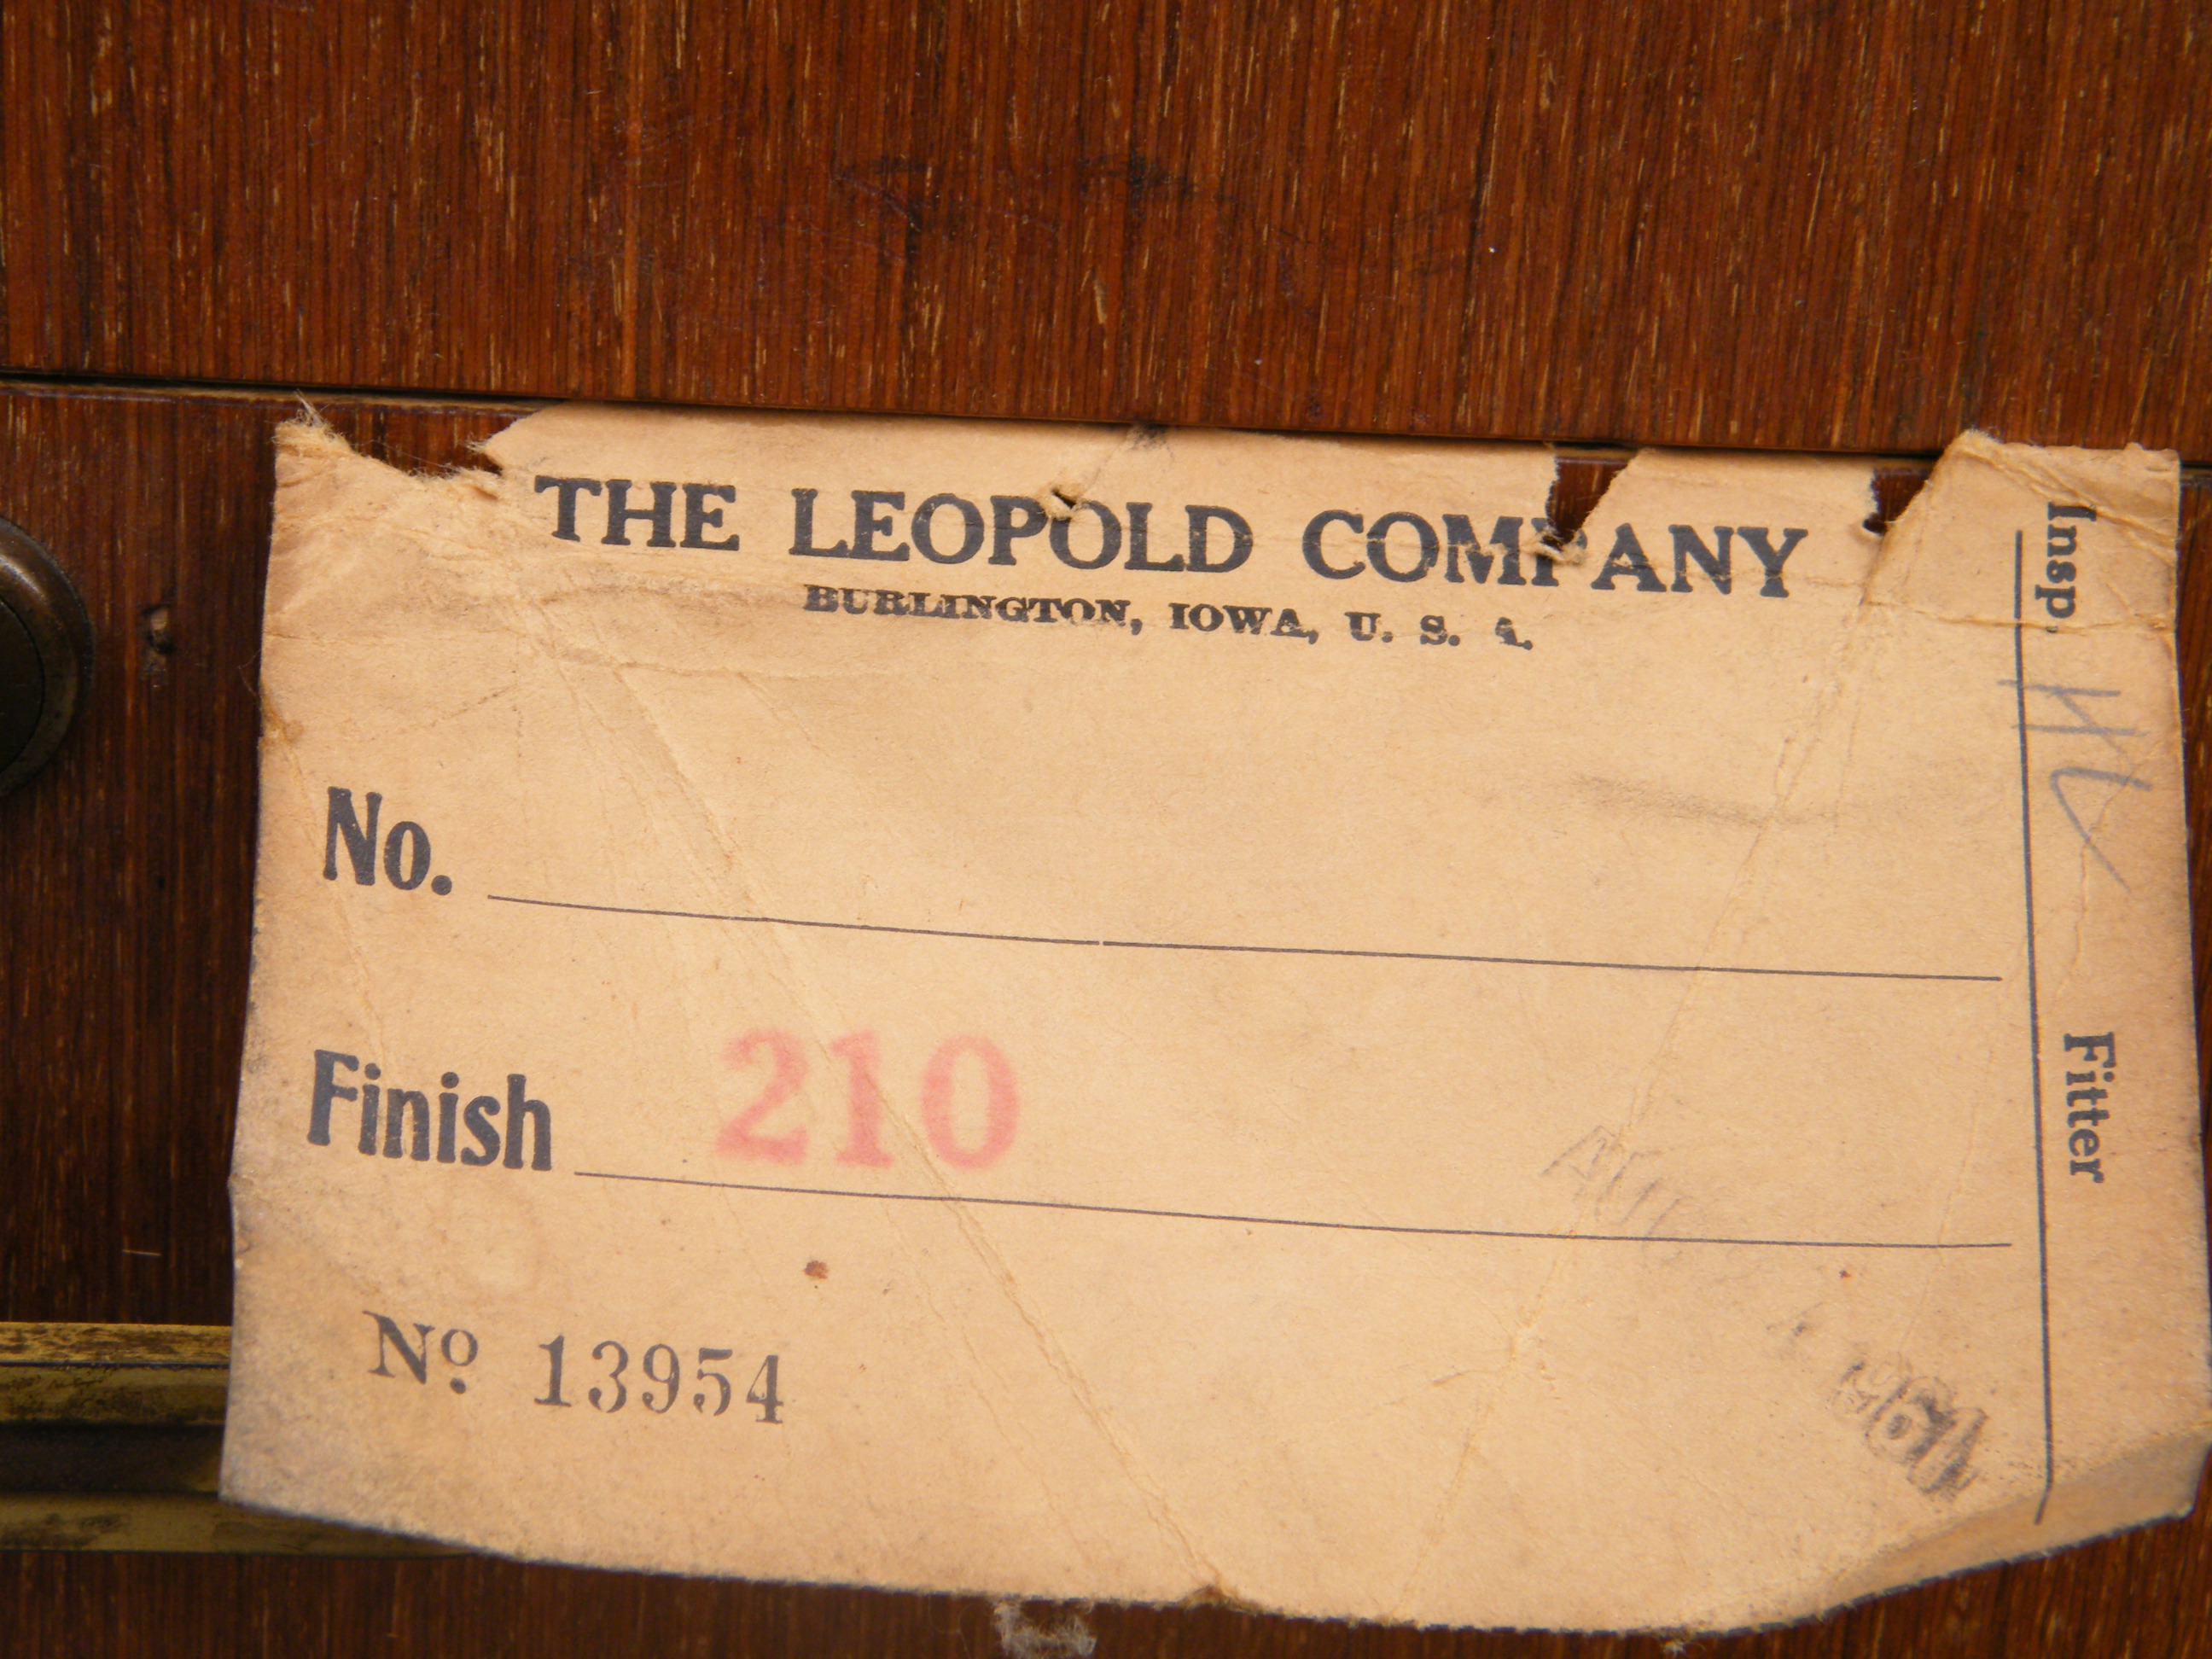 THE LEOPOLD COMPANY
BURLINGTON, IOWA, U. S. A.
No.
Finish 210
No 13954
Insp.
Fitter